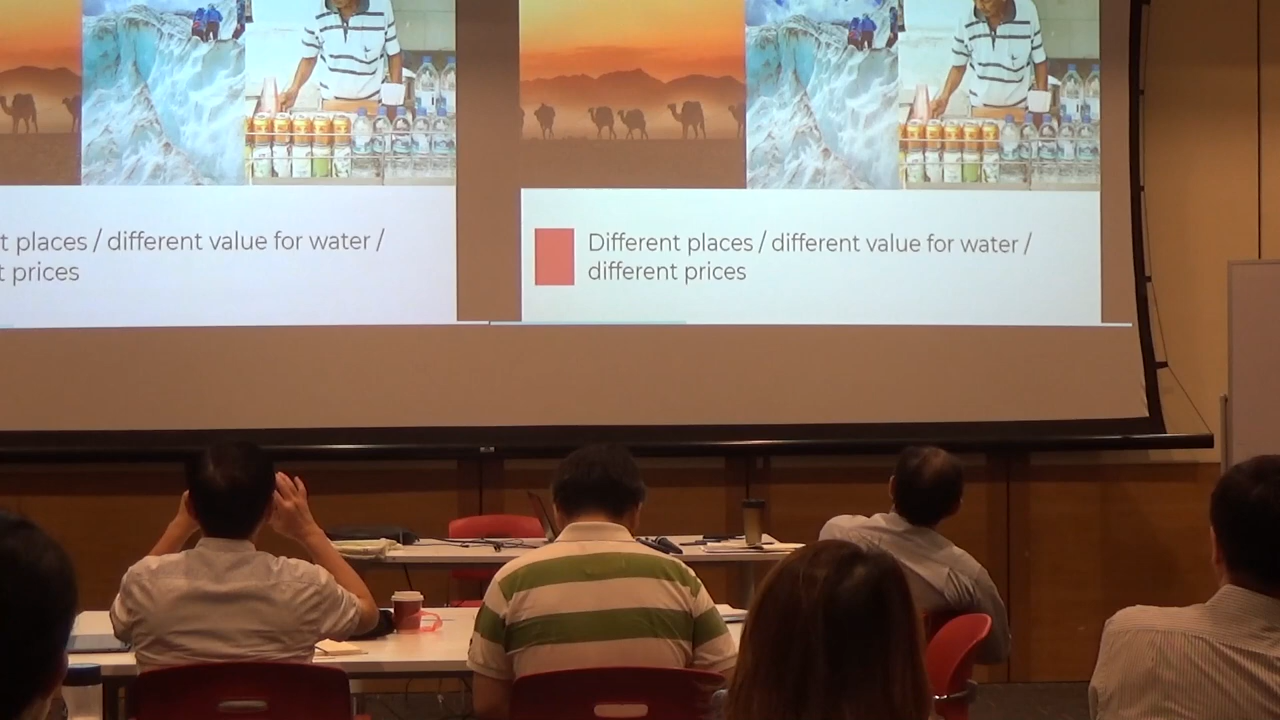 t places / different value for water /
t prices
Different places / different value for water /
different prices